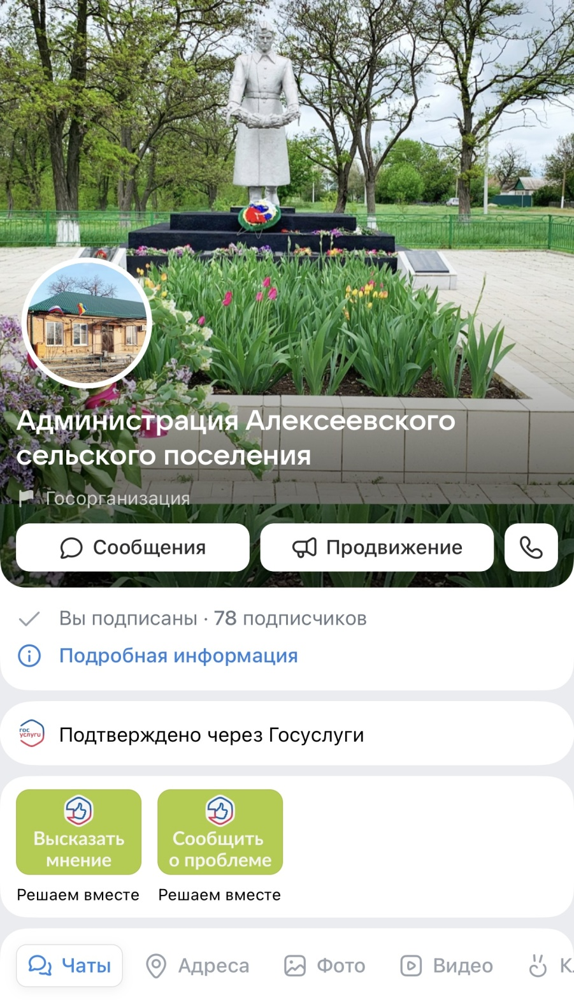 Администрация Алексеевского
сельского поселения
Госорганизация
Сообщения
Продвижение
Вы подписаны · 78 подписчиков
Подробная информация
гос
услуги
Подтверждено через Госуслуги
Высказать
мнение
Сообщить
о проблеме
Решаем вместе
Решаем вместе
Чаты
Адреса
Фото
Видео